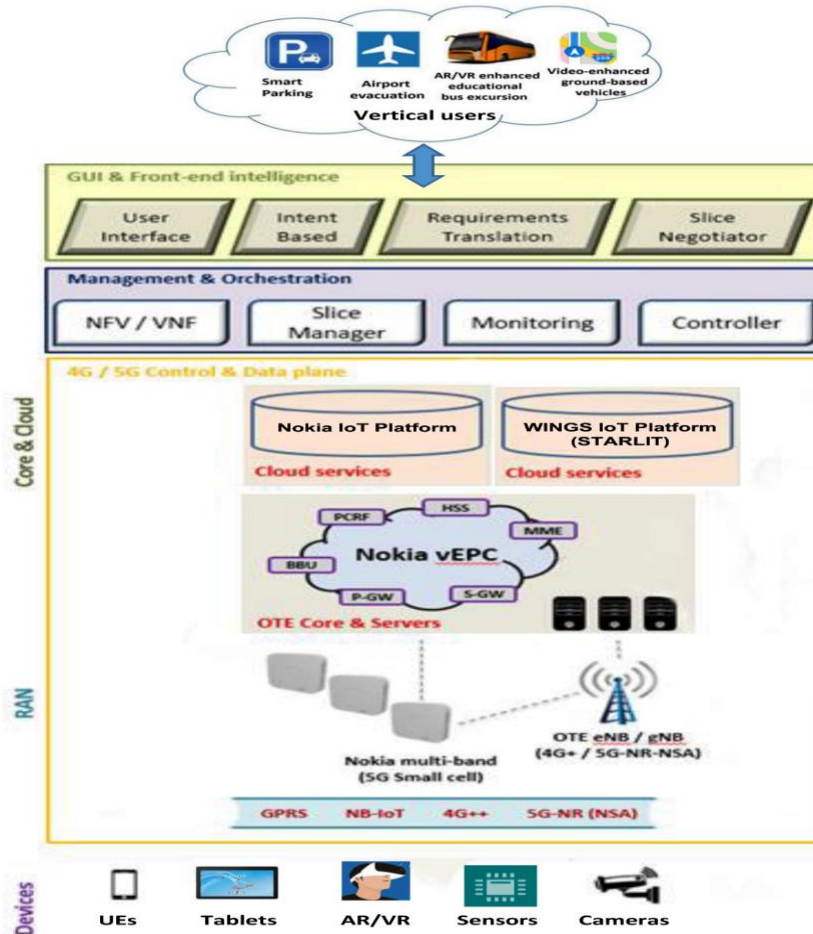 P
Smart
Parking
Airport
evacuation
AR/VR enhanced
educational
bus excursion
Video-enhanced
ground-based
vehicles
Vertical users
GUI & Front-end intelligence
User
Interface
Intent
Based
Requirements
Translation
Slice
Negotiator
Management & Orchestration
NFV / VNF
Slice
Manager
Monitoring
Controller
4G / 5G Control & Data plane
Core & Cloud
Nokia IoT Platform
Cloud services
WINGS IoT Platform
(STARLIT)
Cloud services
PCRF
HSS
MME
Nokia vEPC
BBU
P-GW
S-GW
OTE Core & Servers
RAN
Nokia multi-band
(5G Small cell)
OTE eNB / gNB
(4G+ / 5G-NR-NSA)
GPRS NB-IoT 4G++ 5G-NR (NSA)
Devices
UEs
Tablets
AR/VR
Sensors
Cameras